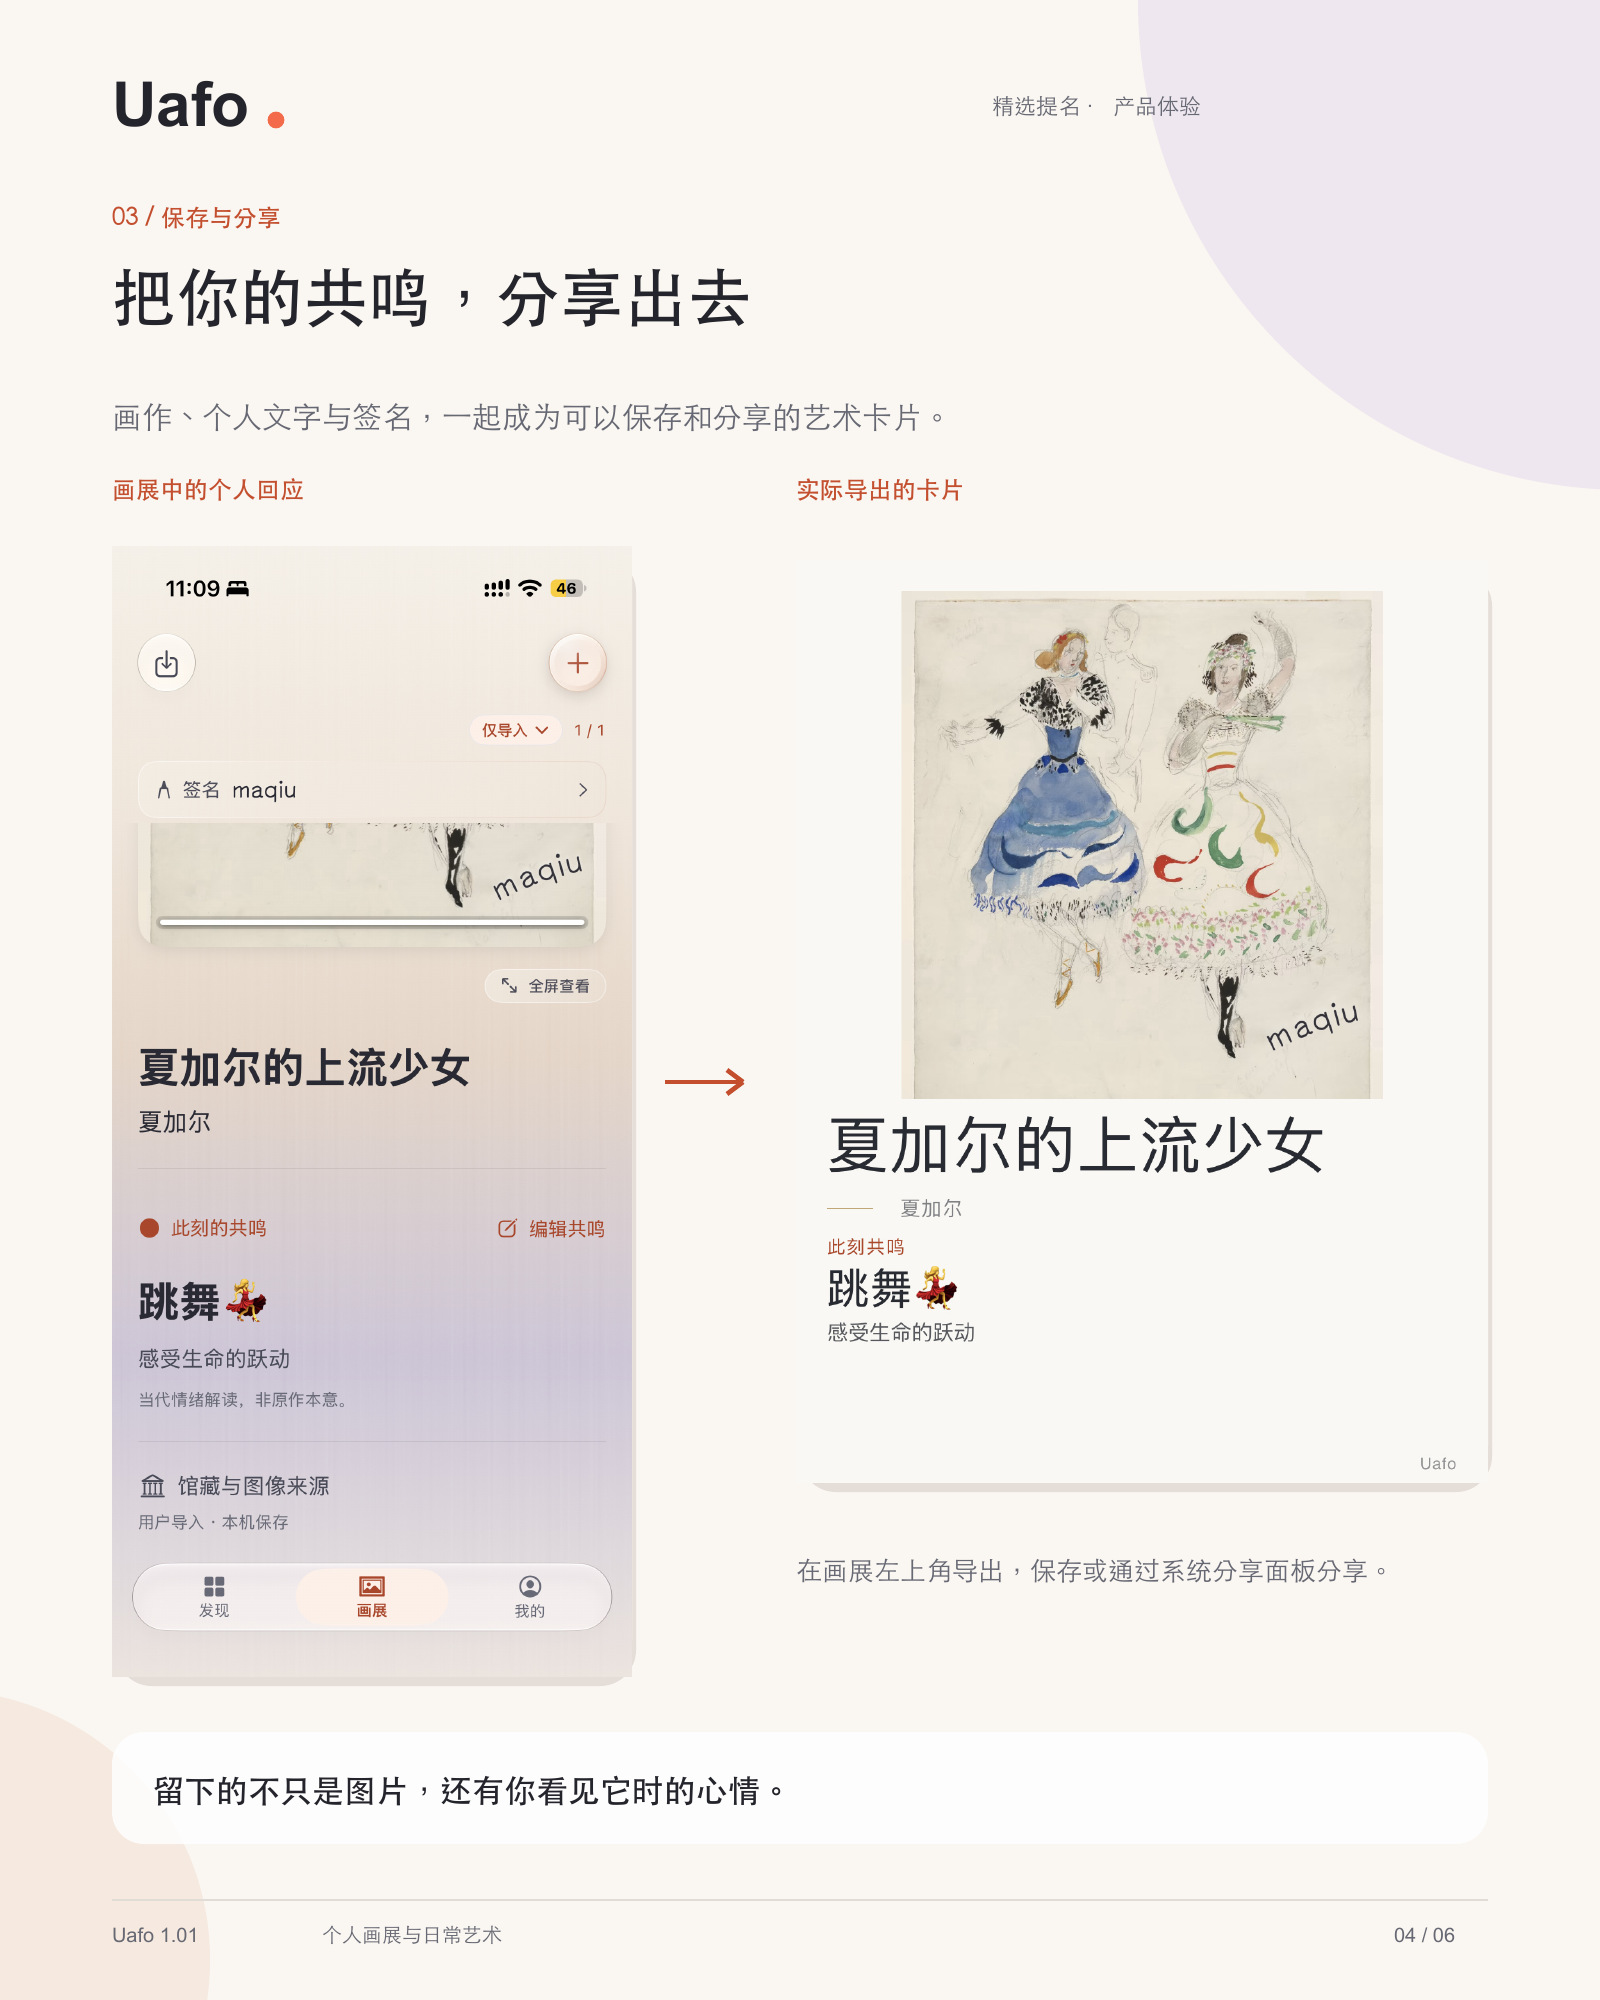 Uafo .
精选提名 · 产品体验
03 / 保存与分享
把你的共鸣，分享出去
画作、个人文字与签名，一起成为可以保存和分享的艺术卡片。
画展中的个人回应
11:09
46
仅导入
1 / 1
签名 maqiu
maqiu
全屏查看
夏加尔的上流少女
夏加尔
此刻的共鸣
编辑共鸣
跳舞💃
感受生命的跃动
当代情绪解读，非原作本意。
馆藏与图像来源
用户导入 · 本机保存
发现
画展
我的
实际导出的卡片
maqiu
夏加尔的上流少女
夏加尔
此刻共鸣
跳舞💃
感受生命的跃动
Uafo
在画展左上角导出，保存或通过系统分享面板分享。
留下的不只是图片，还有你看见它时的心情。
Uafo 1.01
个人画展与日常艺术
04 / 06